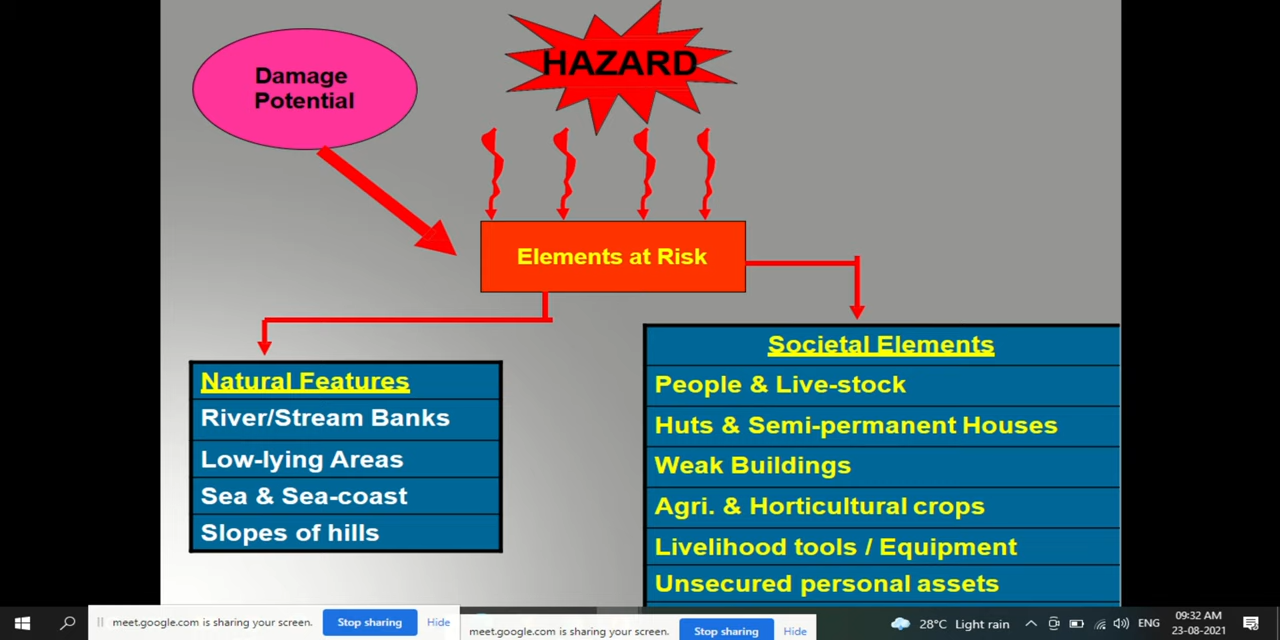 Damage
Potential
HAZARD
Elements at Risk
Natural Features
River/Stream Banks
Low-lying Areas
Sea & Sea-coast
Slopes of hills
Societal Elements
People & Live-stock
Huts & Semi-permanent Houses
Weak Buildings
Agri. & Horticultural crops
Livelihood tools / Equipment
Unsecured personal assets
meet.google.com is sharing your screen.
Stop sharing
Hide
meet.google.com is sharing your screen.
Stop sharing
Hide
28°C Light rain
ENG
09:32 AM
23-08-2021